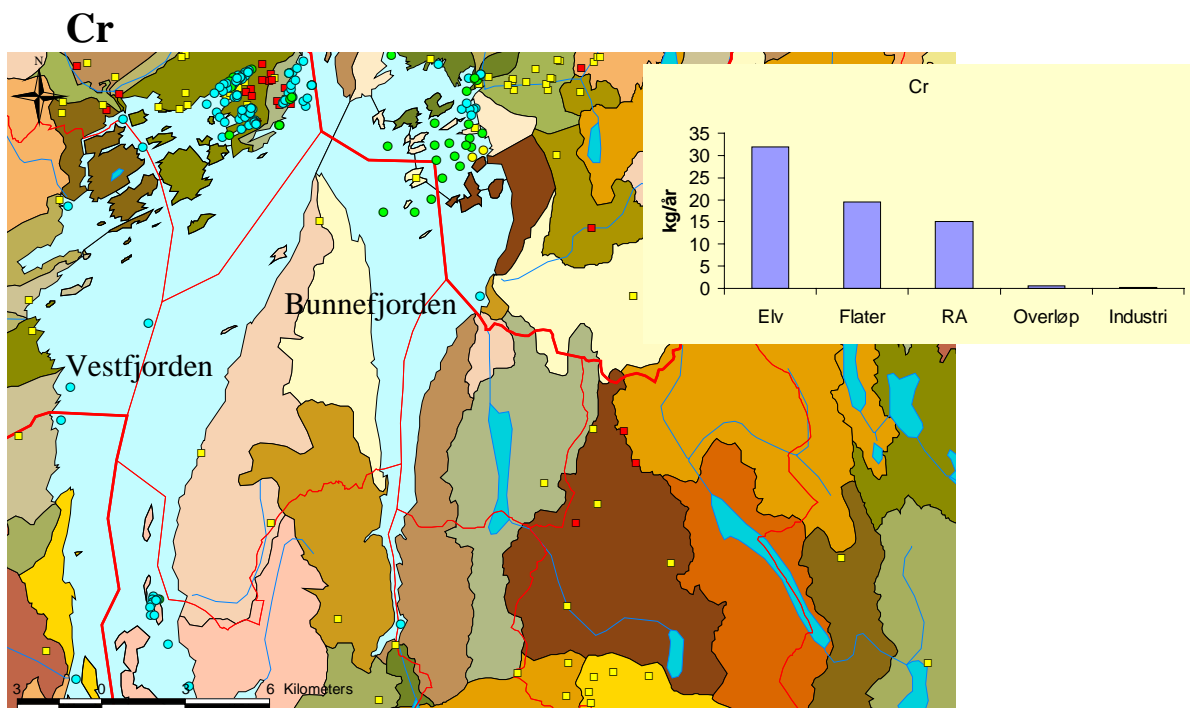 Cr
N
Cr
kg/år
35
30
25
20
15
10
5
0
Elv Flater RA Overløp Industri
Bunnefjorden
Vestfjorden
3 0 3 6 Kilometers